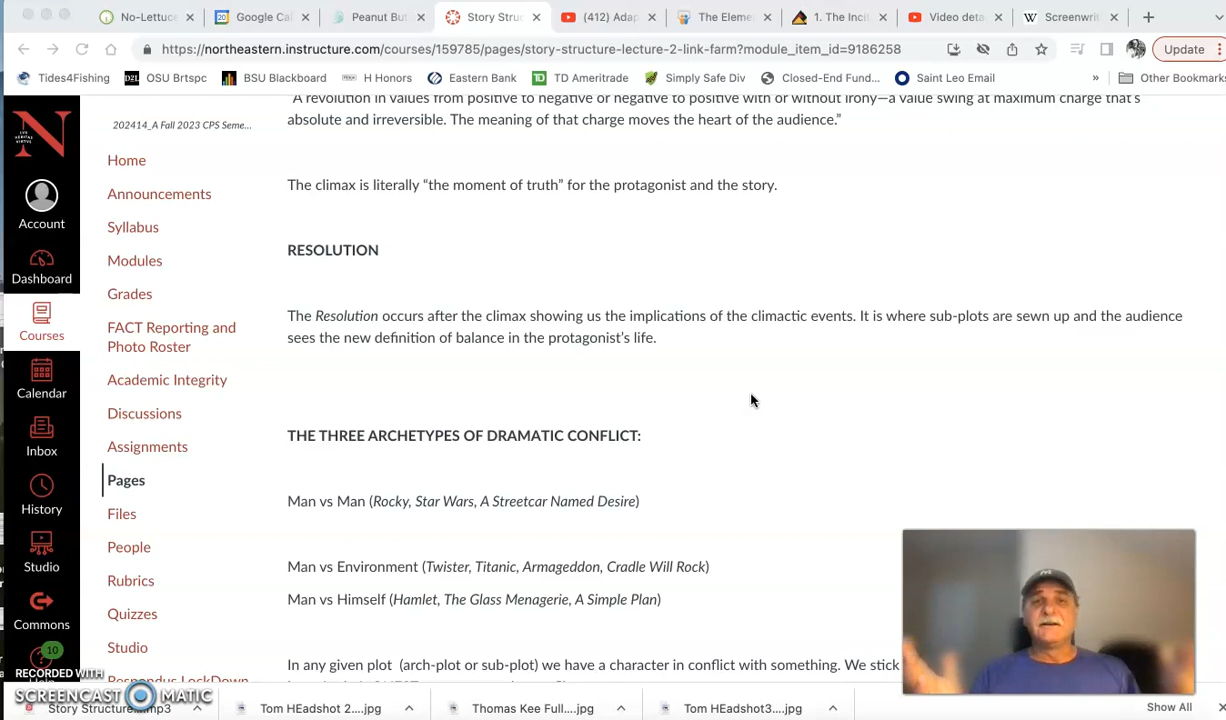 No-Lettuce
Google Cal
Peanut But
Story Struc
(412) Adap
The Eleme
1. The Incit
Video deta
Screenwrit
https://northeastern.instructure.com/courses/159785/pages/story-structure-lecture-2-link-farm?module_item_id=9186258
Update
Tides4Fishing
D2L OSU Brtspc
BSU Blackboard
H Honors
Eastern Bank
TD TD Ameritrade
Simply Safe Div
Closed-End Fund...
Saint Leo Email
»
Other Bookmarks
N
202414_A Fall 2023 CPS Seme...
Account
Dashboard
Courses
Calendar
Inbox
History
Studio
Commons
10
Home
Announcements
Syllabus
Modules
Grades
FACT Reporting and
Photo Roster
Academic Integrity
Discussions
Assignments
Pages
Files
People
Rubrics
Quizzes
Studio
Respondus LockDown
"A revolution in values from positive to negative or negative to positive with or without irony—a value swing at maximum charge that's
absolute and irreversible. The meaning of that charge moves the heart of the audience."
The climax is literally "the moment of truth" for the protagonist and the story.
RESOLUTION
The Resolution occurs after the climax showing us the implications of the climactic events. It is where sub-plots are sewn up and the audience
sees the new definition of balance in the protagonist's life.
THE THREE ARCHETYPES OF DRAMATIC CONFLICT:
Man vs Man (Rocky, Star Wars, A Streetcar Named Desire)
Man vs Environment (Twister, Titanic, Armageddon, Cradle Will Rock)
Man vs Himself (Hamlet, The Glass Menagerie, A Simple Plan)
In any given plot (arch-plot or sub-plot) we have a character in conflict with something. We stick
RECORDED WITH
SCREENCAST MATIC
Story Structure....mp3
Tom HEadshot 2....jpg
Thomas Kee Full....jpg
Tom HEadshot3....jpg
Show All